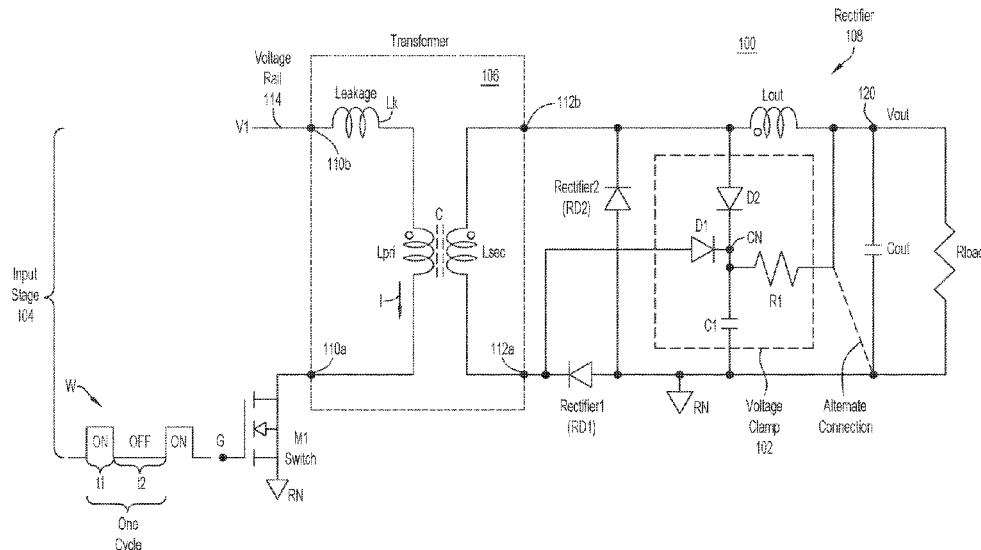 Transformer
100
Rectifier
108
Voltage
Rail
114
Leakage
Lk
106
112b
Lout
120
Vout
V1
110b
Rectifier2
(RD2)
D2
D1
CN
C
Lpri
Lsec
Cout
Rload
R1
Input
Stage
104
I
C1
110a
112a
W
RN
Rectifier1
(RD1)
Voltage
Clamp
102
Alternate
Connection
ON
OFF
ON
G
M1
Switch
t1
t2
RN
One
Cycle